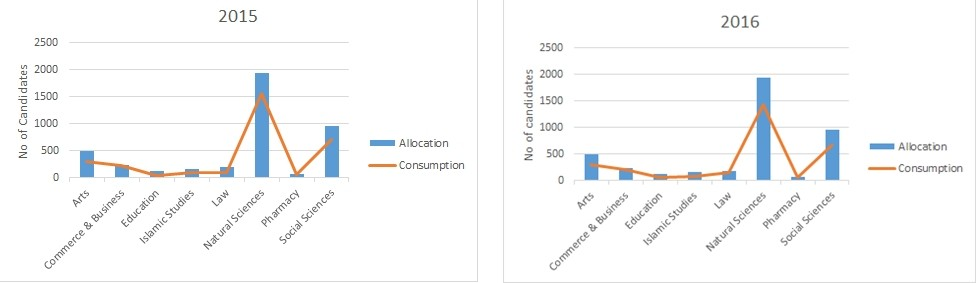 2015
No of Candidates
2500
2000
1500
1000
500
0
Arts
Commerce & Business
Education
Islamic Studies
Law
Natural Sciences
Pharmacy
Social Sciences
Allocation
Consumption
2016
No of candidates
2500
2000
1500
1000
500
0
Arts
Commerce & Business
Education
Islamic Studies
Law
Natural Sciences
Pharmacy
Social Sciences
Allocation
Consumption